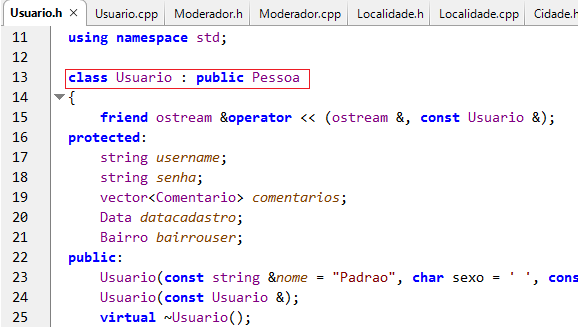 Usuario.h × Usuario.cpp Moderador.h Moderador.cpp Localidade.h Localidade.cpp Cidade.h
11 using namespace std;
12
13 class Usuario : public Pessoa
14 {
15 friend ostream &operator << (ostream &, const Usuario &);
16 protected:
17 string username;
18 string senha;
19 vector<Comentario> comentarios;
20 Data datacadastro;
21 Bairro bairrouser;
22 public:
23 Usuario(const string &nome = "Padrao", char sexo = ' ', cons
24 Usuario(const Usuario &);
25 virtual ~Usuario();